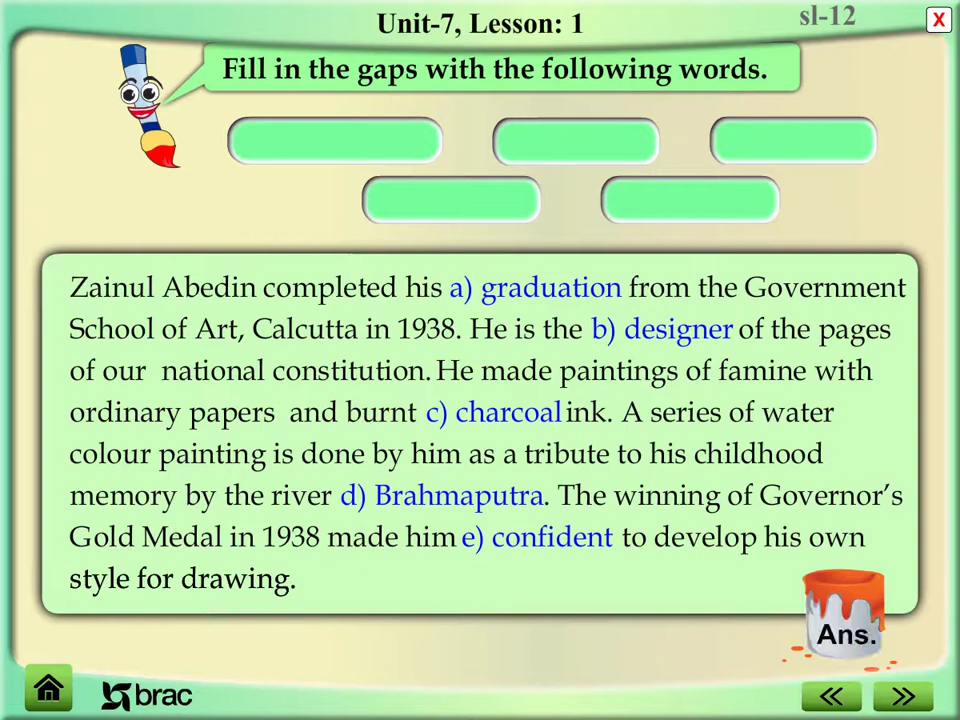 Unit-7, Lesson: 1
sl-12
X
Fill in the gaps with the following words.
Zainul Abedin completed his a) graduation from the Government
School of Art, Calcutta in 1938. He is the b) designer of the pages
of our national constitution. He made paintings of famine with
ordinary papers and burnt c) charcoal ink. A series of water
colour painting is done by him as a tribute to his childhood
memory by the river d) Brahmaputra. The winning of Governor’s
Gold Medal in 1938 made him e) confident to develop his own
style for drawing.
Ans.
brac